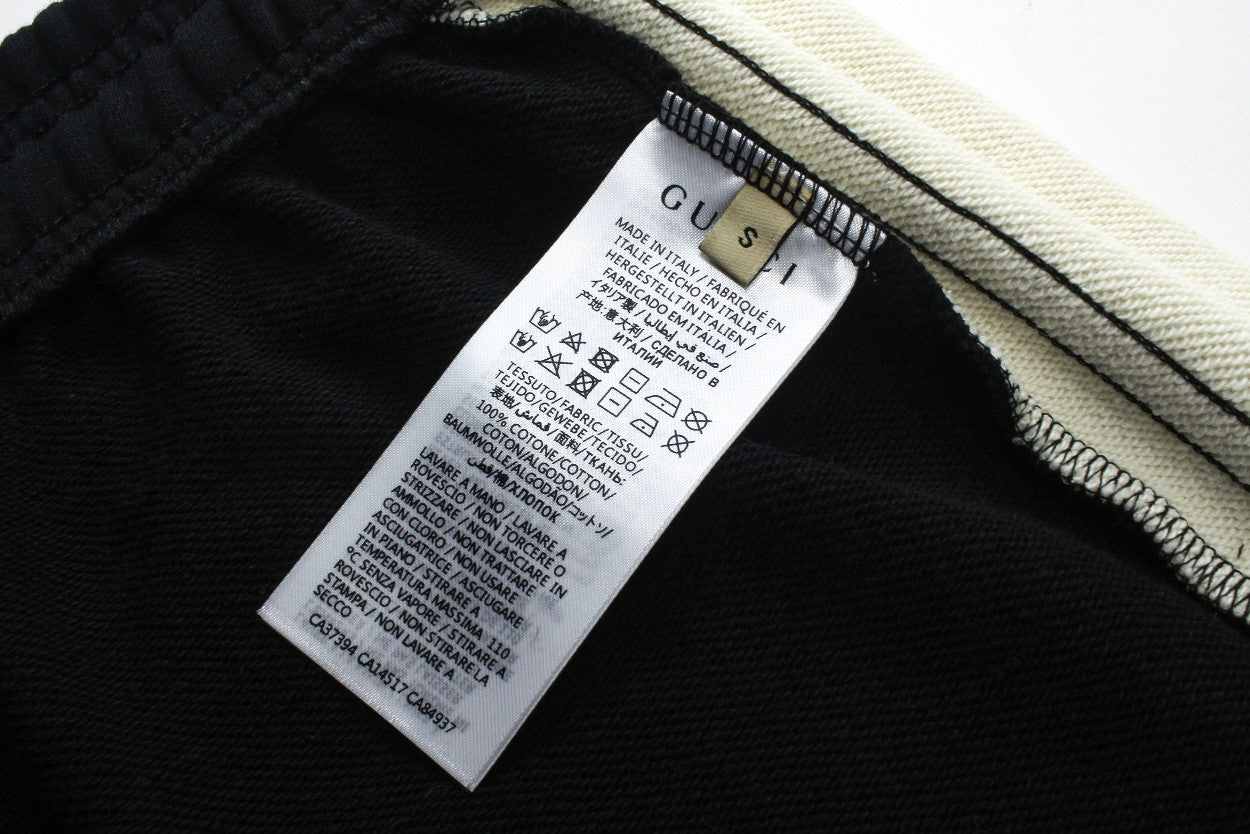 GUCCI
S
MADE IN ITALY / FABRIQUÉ EN
ITALIE / HECHO EN ITALIA /
HERGESTELLT IN ITALIEN /
FABRICADO EM ITALIA /
イタリア製 / صنع في إيطاليا /
产地:意大利 / СДЕЛАНО В
ИТАЛИИ
TESSUTO/FABRIC/TISSU/
TEJIDO/GEWEBE/TECIDO/
表地/قماش/面料/ТКАНЬ:
100% COTONE/COTTON/
COTON/ALGODON/
BAUMWOLLE/ALGODÃO/コットン/
قطن/棉/ХЛОПОК
LAVARE A MANO / LAVARE A
ROVESCIO / NON TORCERE O
STRIZZARE / NON LASCIARE IN
AMMOLLO / NON TRATTARE
CON CLORO / NON USARE
ASCIUGATRICE / ASCIUGARE
IN PIANO / STIRARE A
TEMPERATURA MASSIMA 110
°C SENZA VAPORE / STIRARE A
ROVESCIO / NON STIRARE LA
STAMPA / NON LAVARE A
SECCO
CA37394 CA14517 CA84937